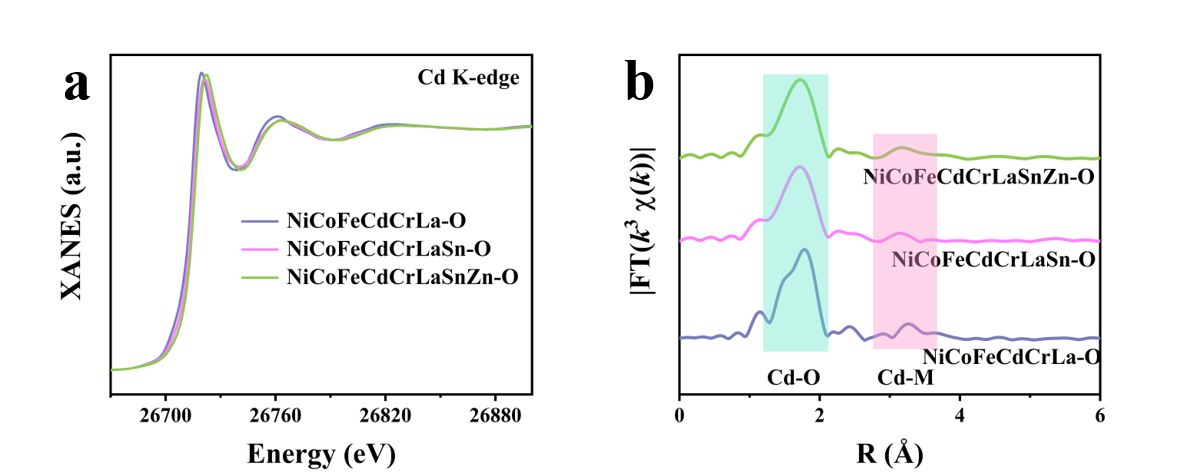 a
Cd K-edge
XANES (a.u.)
NiCoFeCdCrLa-O
NiCoFeCdCrLaSn-O
NiCoFeCdCrLaSnZn-O
26700 26760 26820 26880
Energy (eV)
b
|FT(k³ χ(k))|
NiCoFeCdCrLaSnZn-O
NiCoFeCdCrLaSn-O
NiCoFeCdCrLa-O
Cd-O Cd-M
0 2 4 6
R (Å)